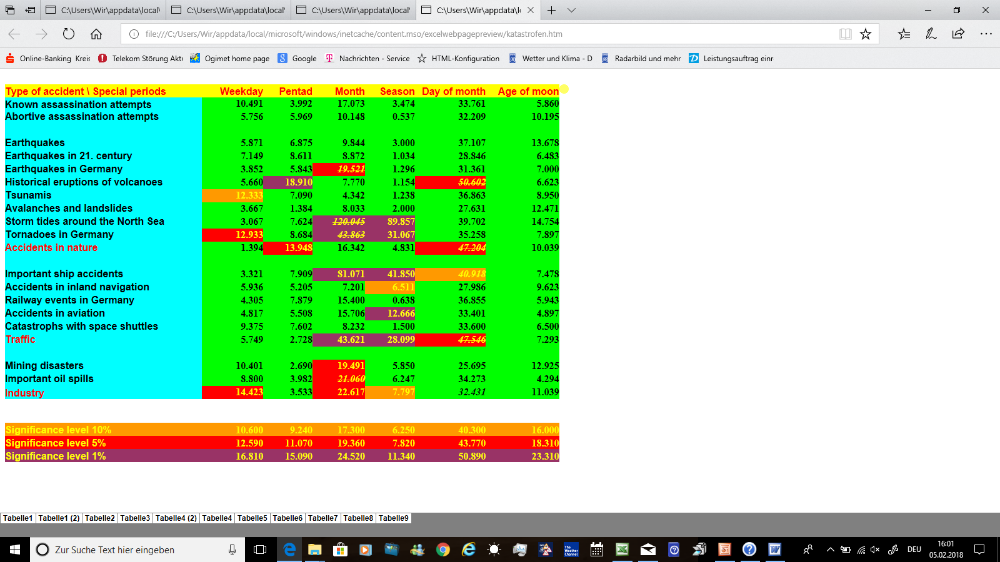 C:\Users\Wir\appdata\local\ C:\Users\Wir\appdata\local\ C:\Users\Wir\appdata\local\ C:\Users\Wir\appdata\l
file:///C:/Users/Wir/appdata/local/microsoft/windows/inetcache/content.mso/excelwebpagepreview/katastrofen.htm
Online-Banking Kreis Telekom Störung Aktu Ogimet home page Google Nachrichten - Service HTML-Konfiguration Wetter und Klima - D Radarbild und mehr Leistungsauftrag einr
Type of accident \ Special periods Weekday Pentad Month Season Day of month Age of moon
Known assassination attempts 10.491 3.992 17.073 3.474 33.761 5.860
Abortive assassination attempts 5.756 5.969 10.148 0.537 32.209 10.195
Earthquakes 5.871 6.875 9.844 3.000 37.107 13.678
Earthquakes in 21. century 7.149 8.611 8.872 1.034 28.846 6.483
Earthquakes in Germany 3.852 5.843 19.521 1.296 31.361 7.000
Historical eruptions of volcanoes 5.660 18.910 7.770 1.154 50.602 6.623
Tsunamis 12.333 7.090 4.342 1.238 36.863 8.950
Avalanches and landslides 3.667 1.384 8.033 2.000 27.631 12.471
Storm tides around the North Sea 3.067 7.624 120.045 89.857 39.702 14.754
Tornadoes in Germany 12.933 8.684 43.863 31.067 35.258 7.897
Accidents in nature 1.394 13.948 16.342 4.831 47.204 10.039
Important ship accidents 3.321 7.909 81.071 41.850 40.918 7.478
Accidents in inland navigation 5.936 5.205 7.201 6.511 27.986 9.623
Railway events in Germany 4.305 7.879 15.400 0.638 36.855 5.943
Accidents in aviation 4.817 5.508 15.706 12.666 33.401 4.897
Catastrophs with space shuttles 9.375 7.602 8.232 1.500 33.600 6.500
Traffic 5.749 2.728 43.621 28.099 47.546 7.293
Mining disasters 10.401 2.690 19.491 5.850 25.695 12.925
Important oil spills 8.800 3.982 21.060 6.247 34.273 4.294
Industry 14.423 3.533 22.617 7.797 32.431 11.039
Significance level 10% 10.600 9.240 17.300 6.250 40.300 16.000
Significance level 5% 12.590 11.070 19.360 7.820 43.770 18.310
Significance level 1% 16.810 15.090 24.520 11.340 50.890 23.310
Tabelle1 Tabelle1 (2) Tabelle2 Tabelle3 Tabelle4 (2) Tabelle4 Tabelle5 Tabelle6 Tabelle7 Tabelle8 Tabelle9
Zur Suche Text hier eingeben The Weather Channel DEU 16:01
05.02.2018